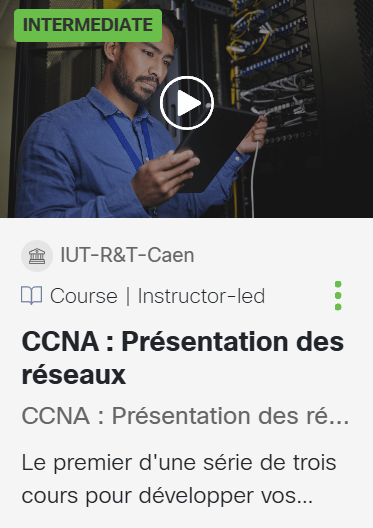 INTERMEDIATE
IUT-R&T-Caen
Course | Instructor-led
CCNA : Présentation des
réseaux
CCNA : Présentation des ré...
Le premier d'une série de trois
cours pour développer vos...